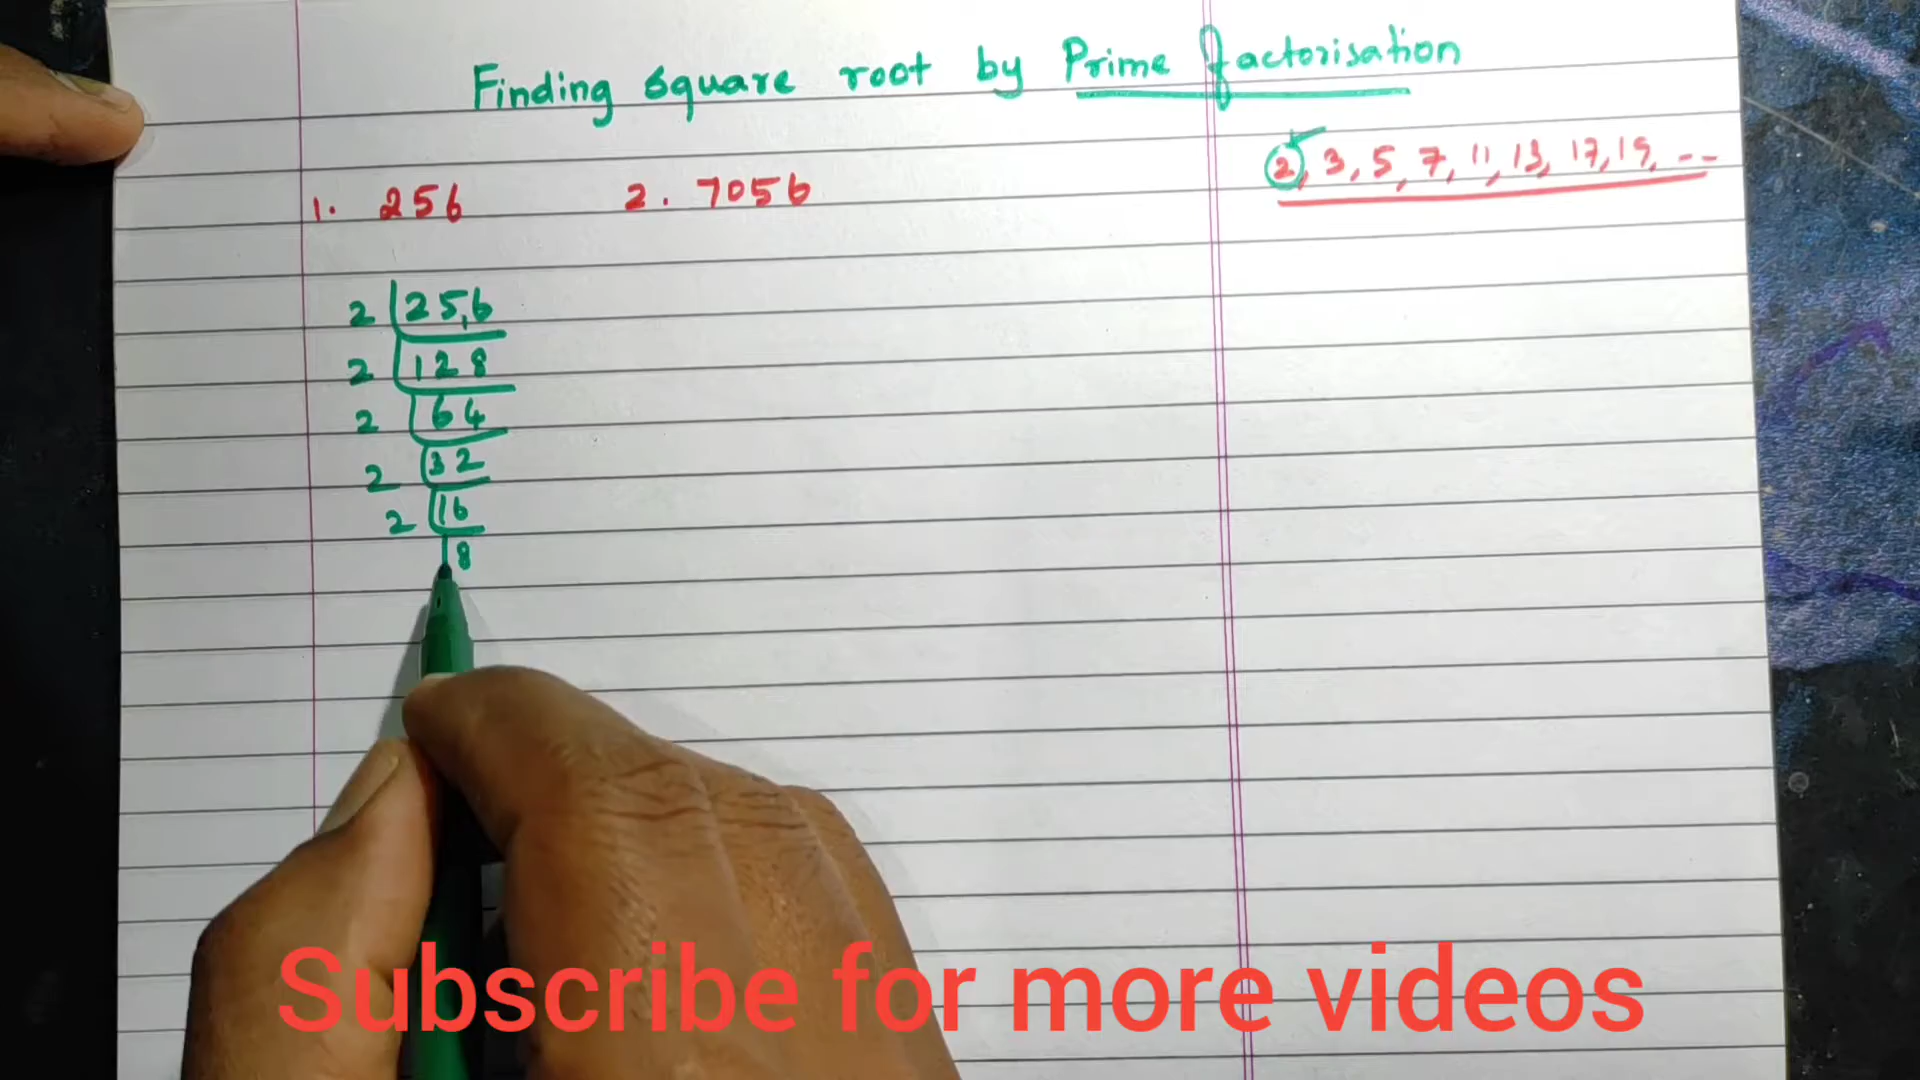 Finding square root by Prime factorisation
2, 3, 5, 7, 11, 13, 17, 19, --
1. 256 2. 7056
2 256
2 128
2 64
2 32
2 16
8
Subscribe for more videos